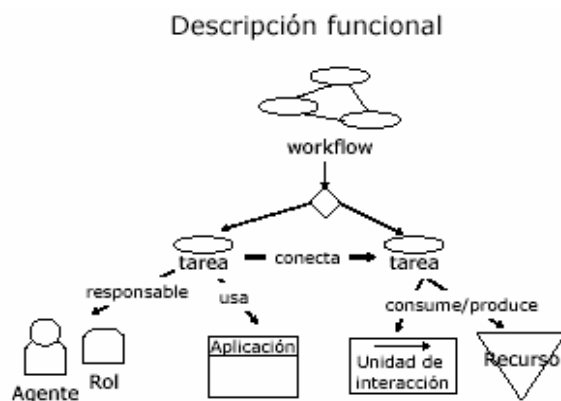 Descripción funcional
workflow
tarea
conecta
tarea
responsable
usa
consume/produce
Aplicación
Unidad de
interacción
Recurso
Agente
Rol